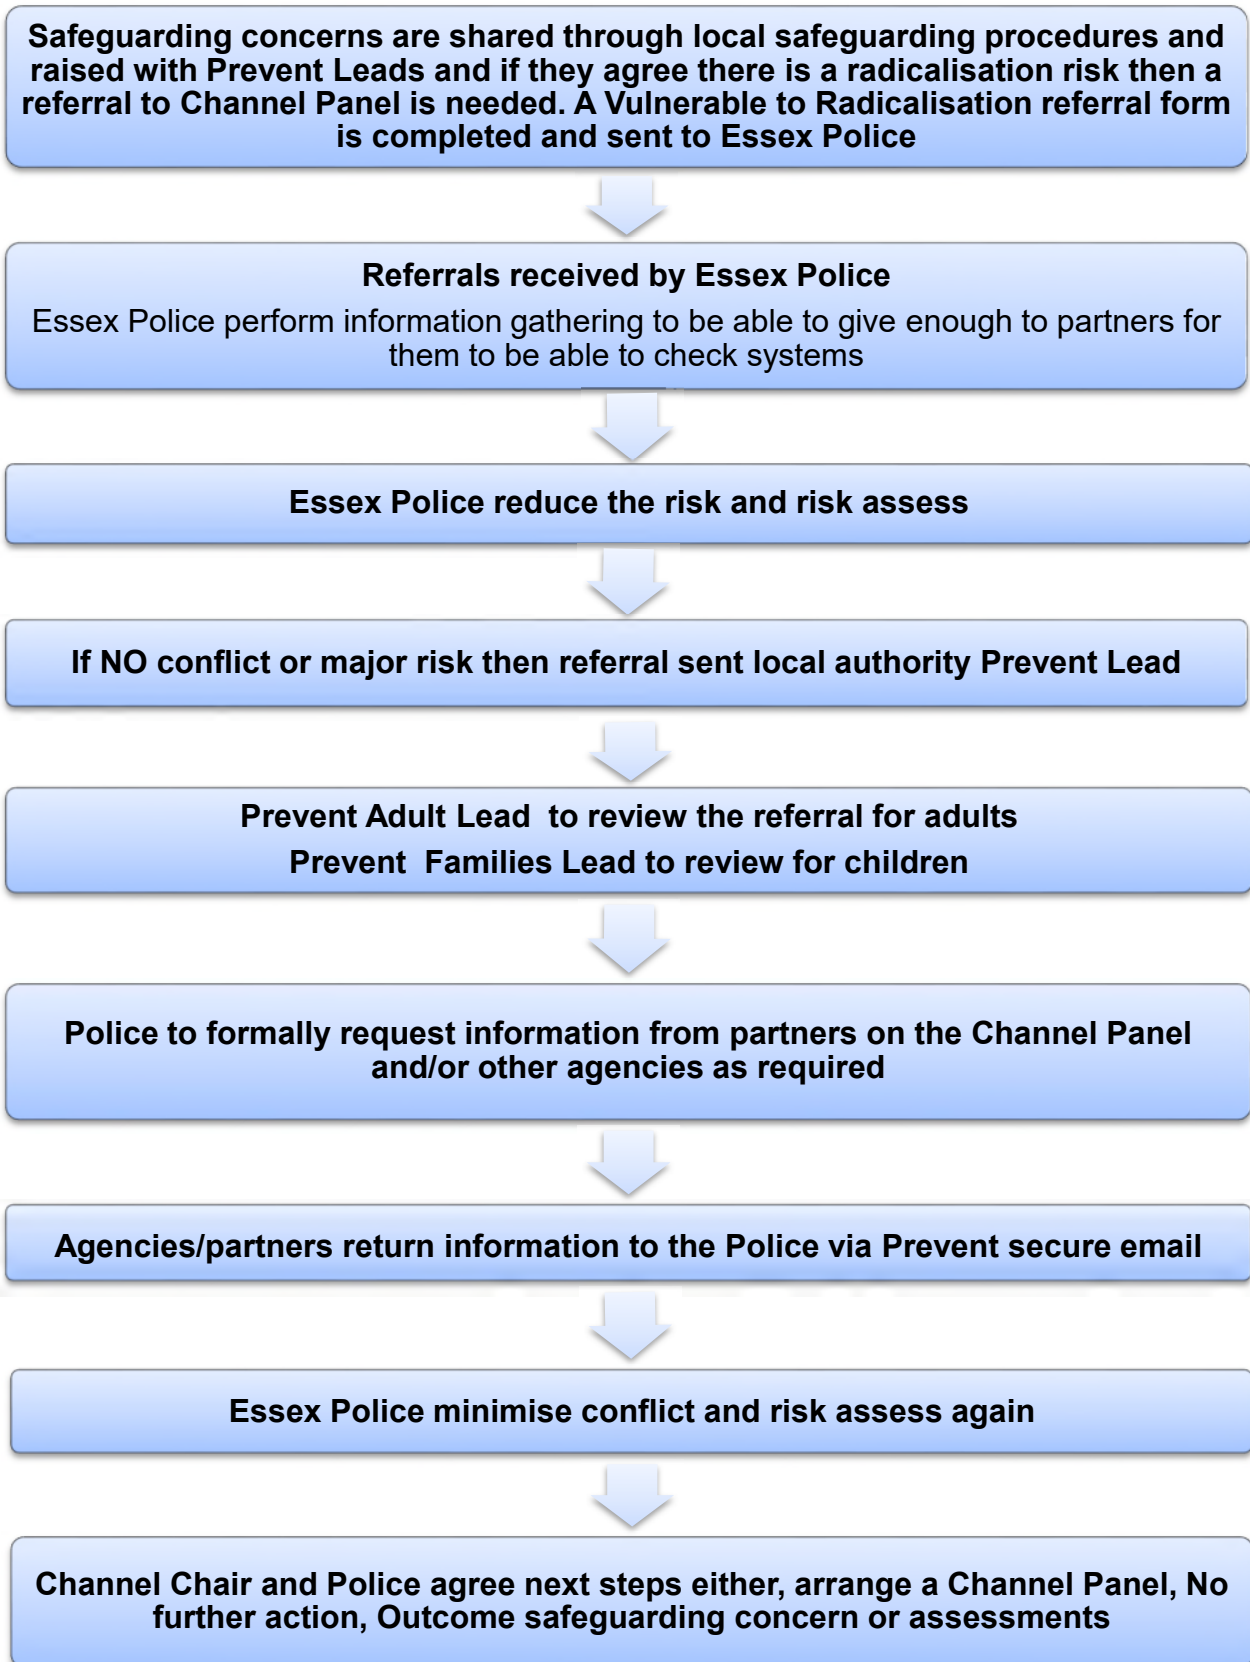 Safeguarding concerns are shared through local safeguarding procedures and
raised with Prevent Leads and if they agree there is a radicalisation risk then a
referral to Channel Panel is needed. A Vulnerable to Radicalisation referral form
is completed and sent to Essex Police
Referrals received by Essex Police
Essex Police perform information gathering to be able to give enough to partners for
them to be able to check systems
Essex Police reduce the risk and risk assess
If NO conflict or major risk then referral sent local authority Prevent Lead
Prevent Adult Lead to review the referral for adults
Prevent Families Lead to review for children
Police to formally request information from partners on the Channel Panel
and/or other agencies as required
Agencies/partners return information to the Police via Prevent secure email
Essex Police minimise conflict and risk assess again
Channel Chair and Police agree next steps either, arrange a Channel Panel, No
further action, Outcome safeguarding concern or assessments